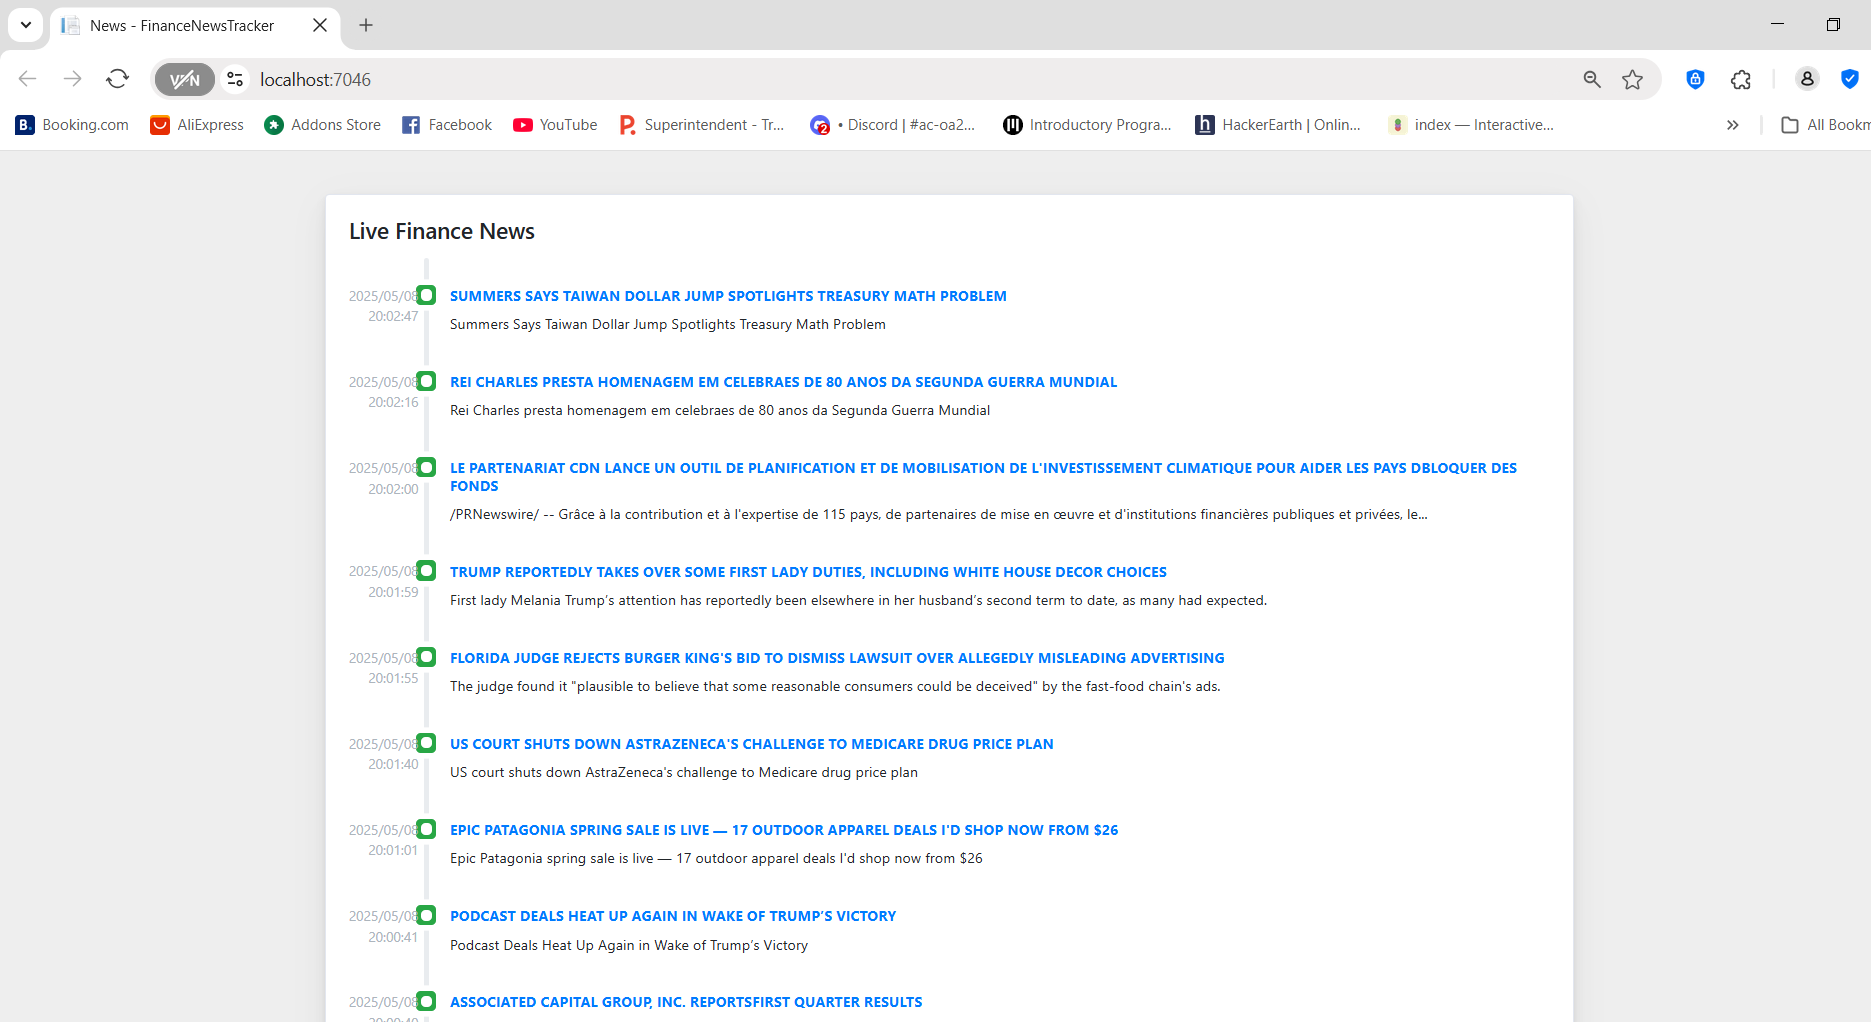 News - FinanceNewsTracker
VPN localhost:7046
Booking.com AliExpress Addons Store Facebook YouTube Superintendent - Tr... • Discord | #ac-oa2... Introductory Progra... HackerEarth | Onlin... index — Interactive... » All Bookm
Live Finance News
2025/05/08 SUMMERS SAYS TAIWAN DOLLAR JUMP SPOTLIGHTS TREASURY MATH PROBLEM
20:02:47
Summers Says Taiwan Dollar Jump Spotlights Treasury Math Problem
2025/05/08 REI CHARLES PRESTA HOMENAGEM EM CELEBRAES DE 80 ANOS DA SEGUNDA GUERRA MUNDIAL
20:02:16
Rei Charles presta homenagem em celebraes de 80 anos da Segunda Guerra Mundial
2025/05/08 LE PARTENARIAT CDN LANCE UN OUTIL DE PLANIFICATION ET DE MOBILISATION DE L'INVESTISSEMENT CLIMATIQUE POUR AIDER LES PAYS DBLOQUER DES
20:02:00 FONDS
/PRNewswire/ -- Grâce à la contribution et à l'expertise de 115 pays, de partenaires de mise en œuvre et d'institutions financières publiques et privées, le...
2025/05/08 TRUMP REPORTEDLY TAKES OVER SOME FIRST LADY DUTIES, INCLUDING WHITE HOUSE DECOR CHOICES
20:01:59
First lady Melania Trump’s attention has reportedly been elsewhere in her husband’s second term to date, as many had expected.
2025/05/08 FLORIDA JUDGE REJECTS BURGER KING'S BID TO DISMISS LAWSUIT OVER ALLEGEDLY MISLEADING ADVERTISING
20:01:55
The judge found it "plausible to believe that some reasonable consumers could be deceived" by the fast-food chain's ads.
2025/05/08 US COURT SHUTS DOWN ASTRAZENECA'S CHALLENGE TO MEDICARE DRUG PRICE PLAN
20:01:40
US court shuts down AstraZeneca's challenge to Medicare drug price plan
2025/05/08 EPIC PATAGONIA SPRING SALE IS LIVE — 17 OUTDOOR APPAREL DEALS I'D SHOP NOW FROM $26
20:01:01
Epic Patagonia spring sale is live — 17 outdoor apparel deals I'd shop now from $26
2025/05/08 PODCAST DEALS HEAT UP AGAIN IN WAKE OF TRUMP’S VICTORY
20:00:41
Podcast Deals Heat Up Again in Wake of Trump’s Victory
2025/05/08 ASSOCIATED CAPITAL GROUP, INC. REPORTSFIRST QUARTER RESULTS